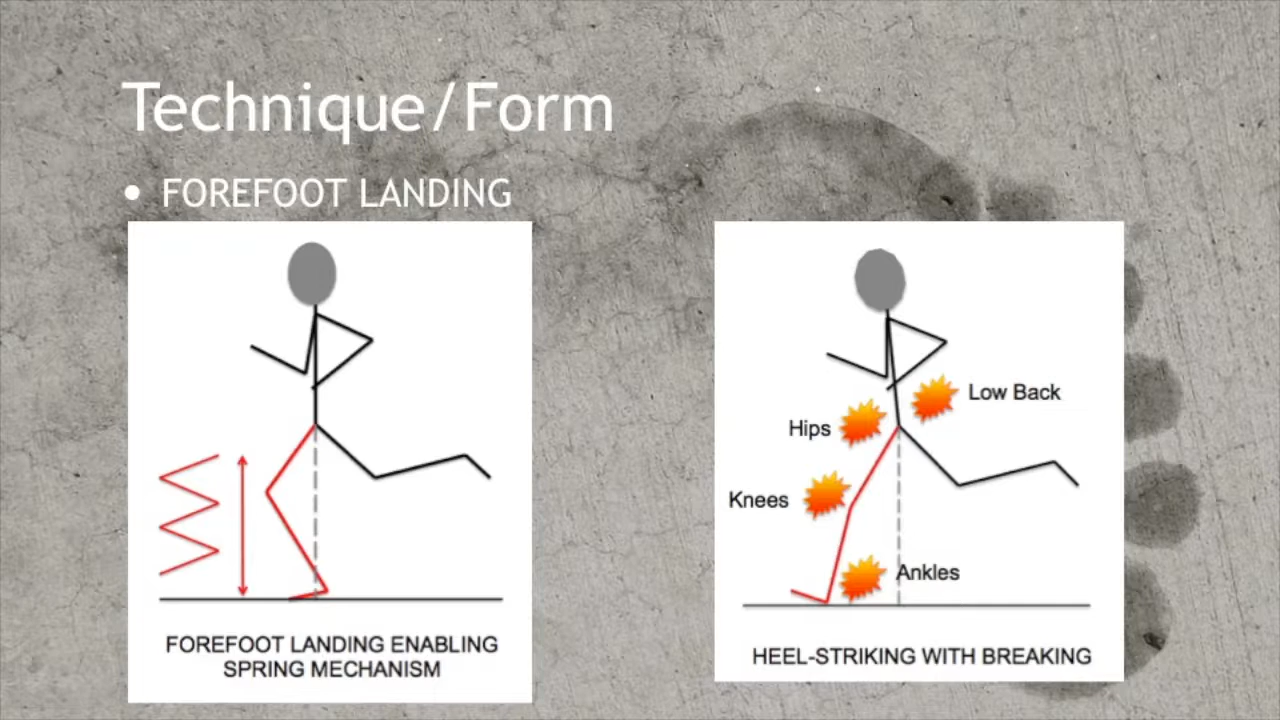 Technique/Form
• FOREFOOT LANDING
FOREFOOT LANDING ENABLING
SPRING MECHANISM
Low Back
Hips
Knees
Ankles
HEEL-STRIKING WITH BREAKING